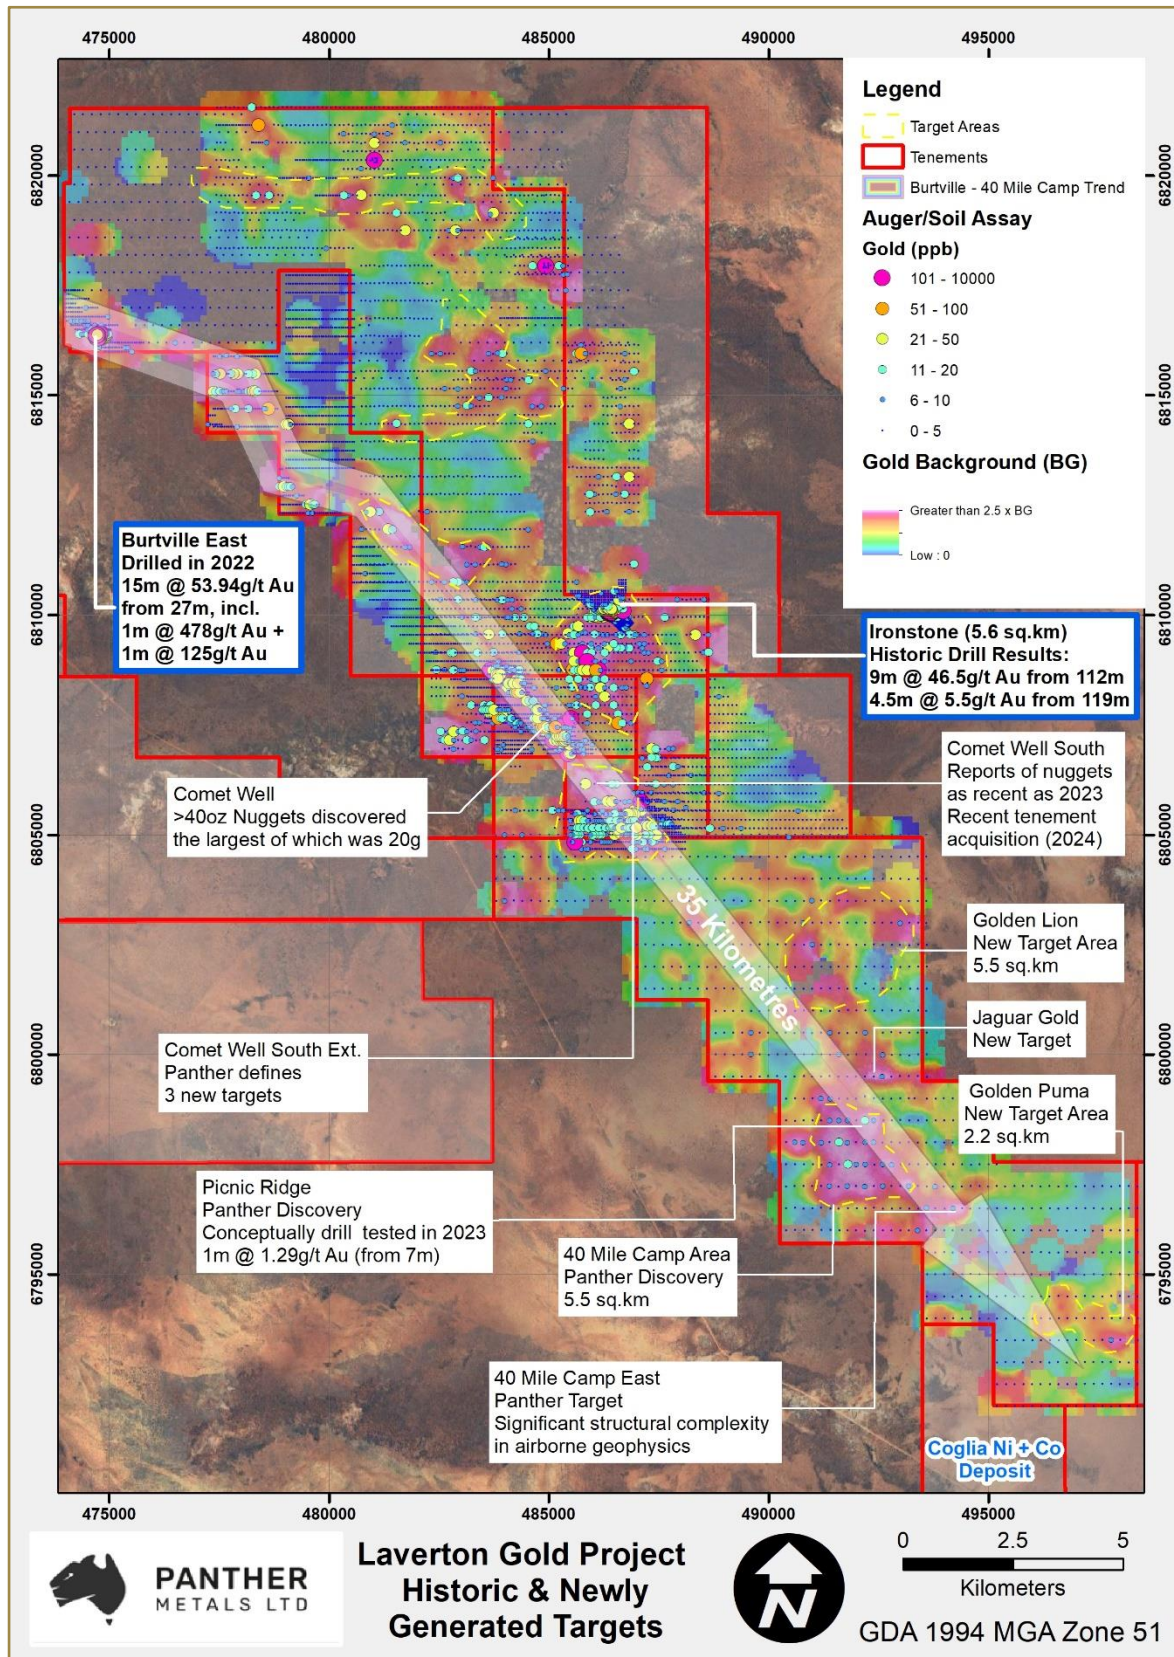 475000 480000 485000 490000 495000
6820000
6815000
6810000
6805000
6800000
6795000
Legend
Target Areas
Tenements
Burtville - 40 Mile Camp Trend
Auger/Soil Assay
Gold (ppb)
101 - 10000
51 - 100
21 - 50
11 - 20
6 - 10
0 - 5
Gold Background (BG)
Greater than 2.5 x BG
Low : 0
6820000
6815000
6810000
6805000
6800000
6795000
Burtville East
Drilled in 2022
15m @ 53.94g/t Au
from 27m, incl.
1m @ 478g/t Au +
1m @ 125g/t Au
Ironstone (5.6 sq.km)
Historic Drill Results:
9m @ 46.5g/t Au from 112m
4.5m @ 5.5g/t Au from 119m
Comet Well
>40oz Nuggets discovered
the largest of which was 20g
Comet Well South
Reports of nuggets
as recent as 2023
Recent tenement
acquisition (2024)
35 Kilometres
Golden Lion
New Target Area
5.5 sq.km
Jaguar Gold
New Target
Comet Well South Ext.
Panther defines
3 new targets
Golden Puma
New Target Area
2.2 sq.km
Picnic Ridge
Panther Discovery
Conceptually drill tested in 2023
1m @ 1.29g/t Au (from 7m)
40 Mile Camp Area
Panther Discovery
5.5 sq.km
40 Mile Camp East
Panther Target
Significant structural complexity
in airborne geophysics
Coglia Ni + Co
Deposit
475000 480000 485000 490000 495000
PANTHER
METALS LTD
Laverton Gold Project
Historic & Newly
Generated Targets
N
0 2.5 5
Kilometers
GDA 1994 MGA Zone 51